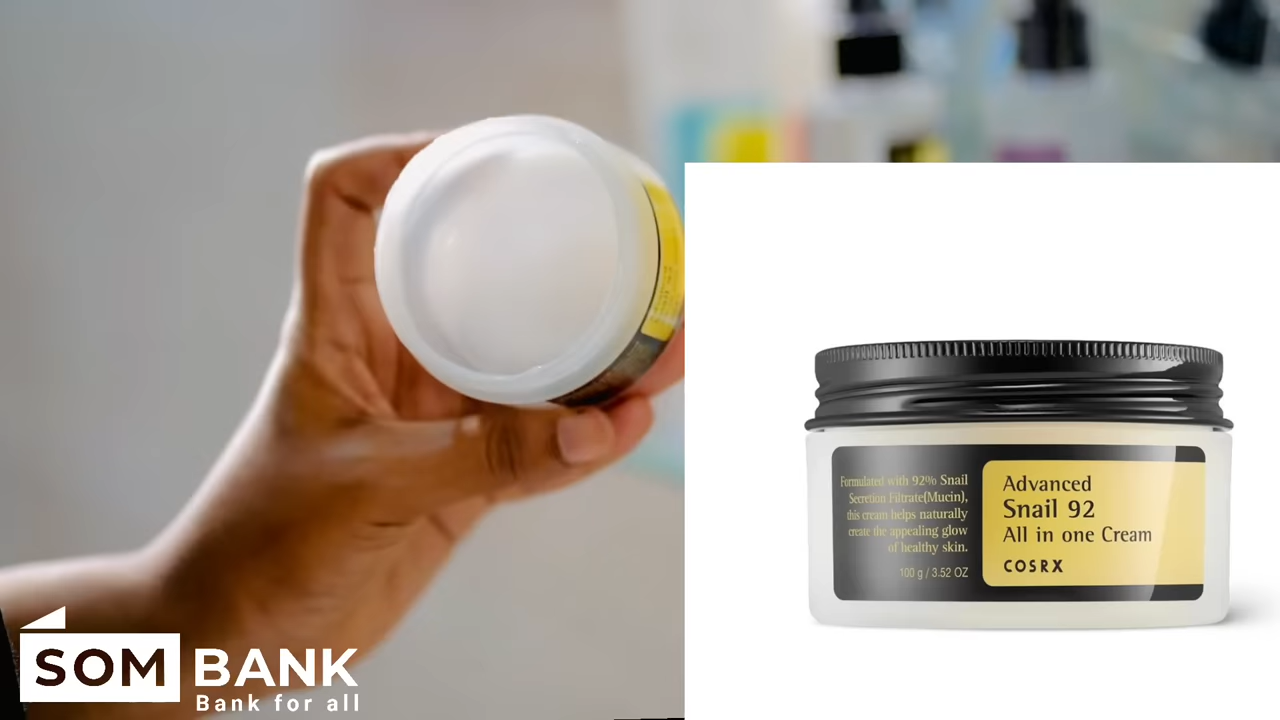 Formulated with 92% Snail
Secretion Filtrate(Mucin),
this cream helps naturally
create the appealing glow
of healthy skin.
100 g / 3.52 OZ
Advanced
Snail 92
All in one Cream
COSRX
SOM BANK
Bank for all